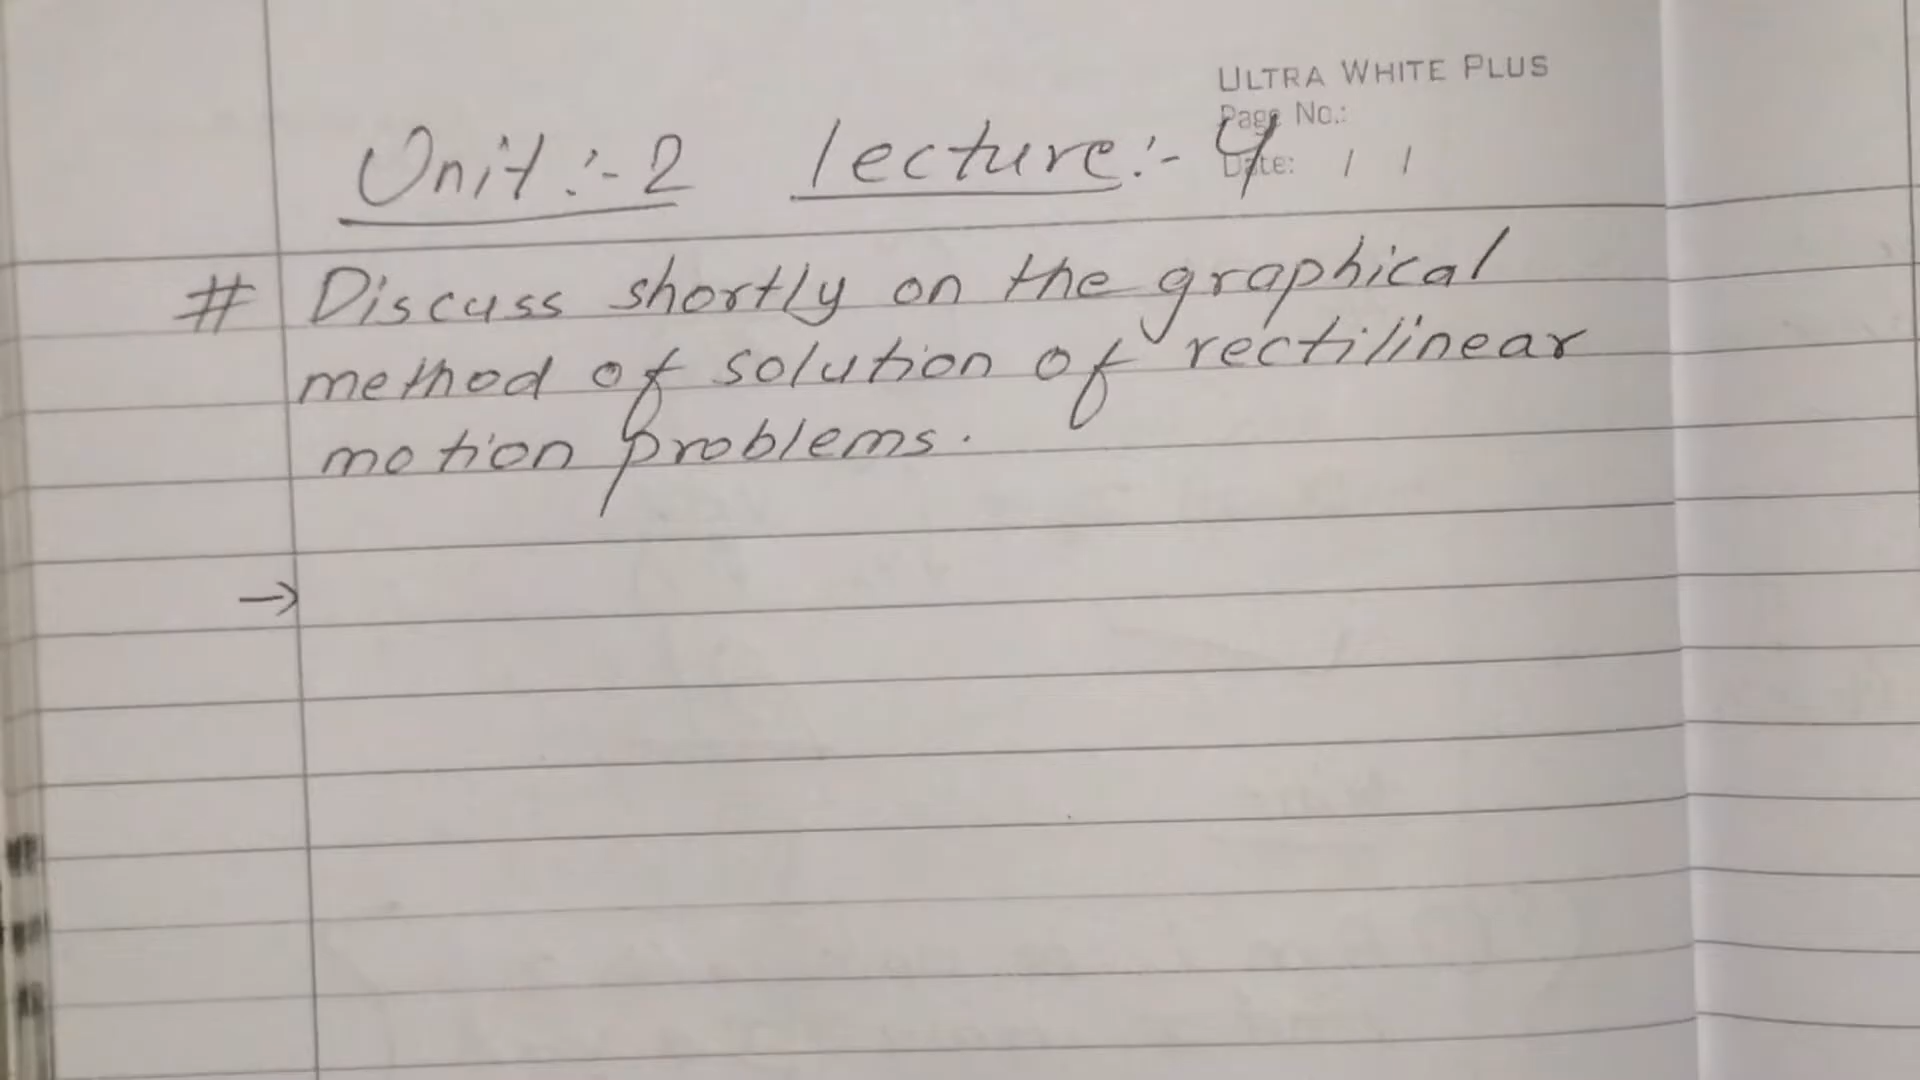 ULTRA WHITE PLUS
Page No.:
Date: / /
Unit:-2 lecture:- 4
# Discuss shortly on the graphical
method of solution of rectilinear
motion problems.
→